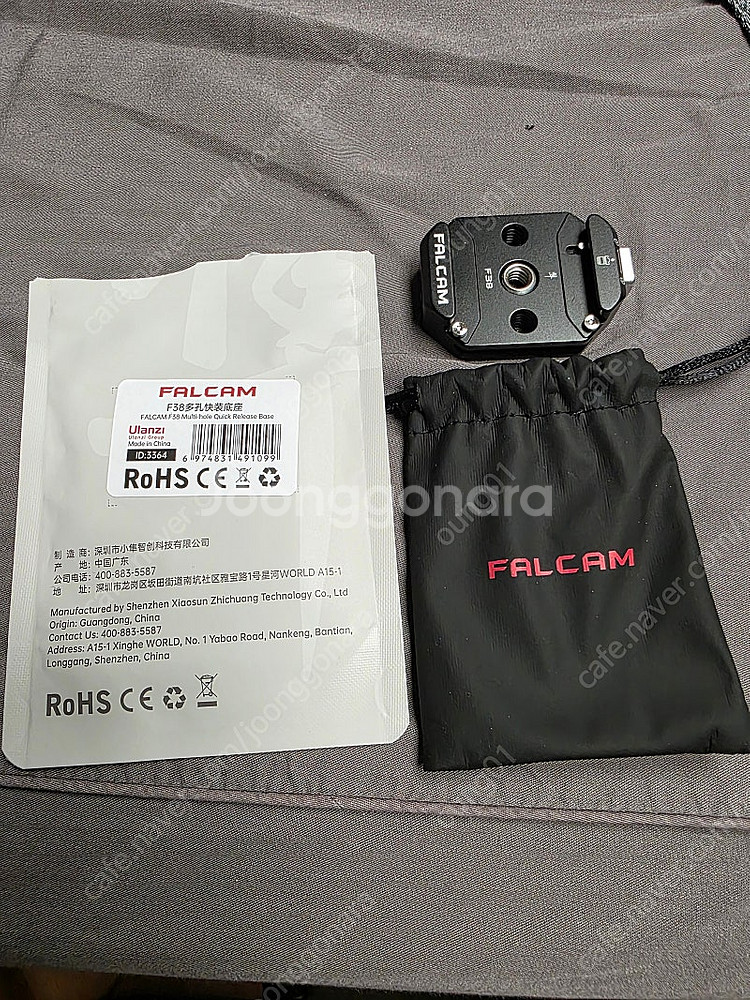 FALCAM
F38
FALCAM
F38多孔快装底座
FALCAM F38 Multi-hole Quick Release Base
Ulanzi
Ulanzi Group
Made in China
ID:3364
6 974831 491099
RoHS CE
制 造 商: 深圳市小隼智创科技有限公司
产 地: 中国广东
公司电话: 400-883-5587
地 址: 深圳市龙岗区坂田街道南坑社区雅宝路1号星河WORLD A15-1
Manufactured by Shenzhen Xiaosun Zhichuang Technology Co., Ltd
Origin: Guangdong, China
Contact Us: 400-883-5587
Address: A15-1 Xinghe WORLD, No. 1 Yabao Road, Nankeng, Bantian,
Longgang, Shenzhen, China
RoHS CE
FALCAM
Joonggonara